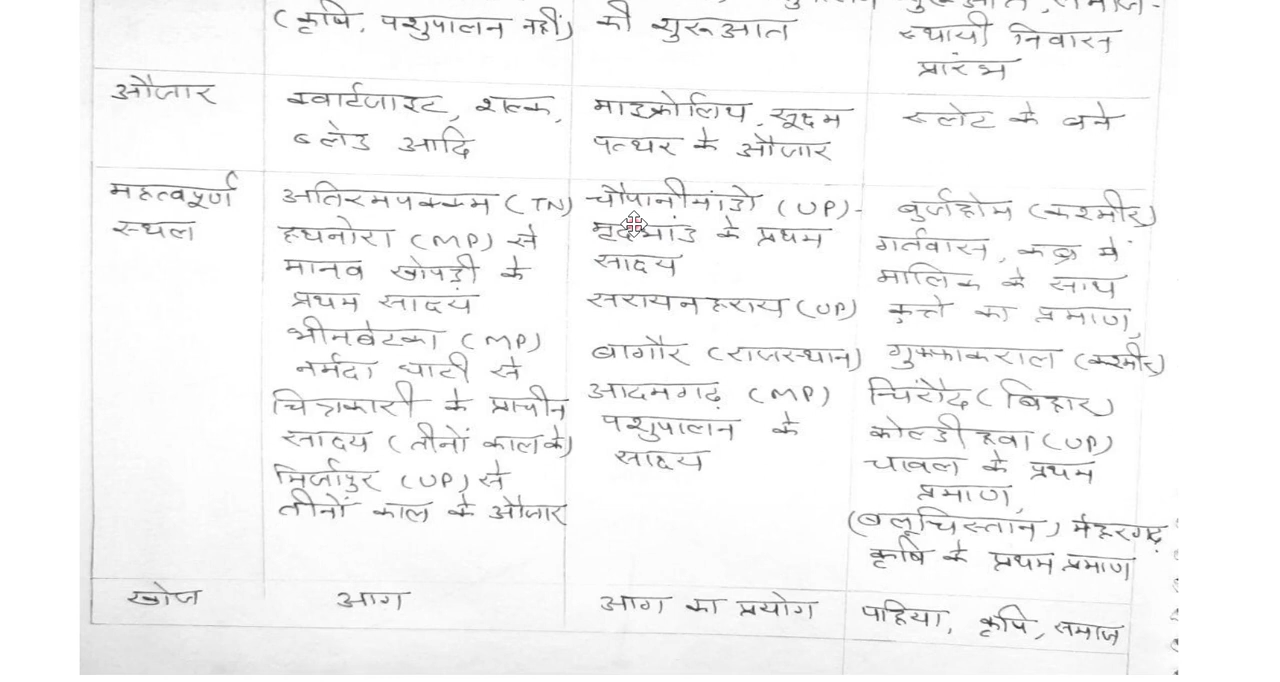 (कृषि, पशुपालन नहीं)
की शुरूआत
स्थायी निवास
प्रारंभ
औजार
क्वार्टजाइट, शल्क,
ब्लेड आदि
माइक्रोलिथ, सूक्ष्म
पत्थर के औजार
स्लेट के बने
महत्वपूर्ण
स्थल
अतिरमपक्कम (TN)
हथनोरा (MP) से
मानव खोपड़ी के
प्रथम साक्ष्य
भीमबेटका (MP)
नर्मदा घाटी से
चित्रकारी के प्राचीन
साक्ष्य (तीनों काल के)
मिर्जापुर (UP) से
तीनों काल के औजार
चौपानीमांडो (UP)-
मृदभांड के प्रथम
साक्ष्य
सरायनहराय (UP)
बागौर (राजस्थान)
आदमगढ़ (MP)
पशुपालन के
साक्ष्य
बुर्जहोम (कश्मीर)
गर्तवास, कब्र में
मालिक के साथ
कुत्ते का प्रमाण,
गुफ्फाकराल (कश्मीर)
चिरांद (बिहार)
कोल्डीहवा (UP)
चावल के प्रथम
प्रमाण,
(बलूचिस्तान) मेहरगढ़
कृषि के प्रथम प्रमाण
खोज
आग
आग का प्रयोग
पहिया, कृषि, समाज